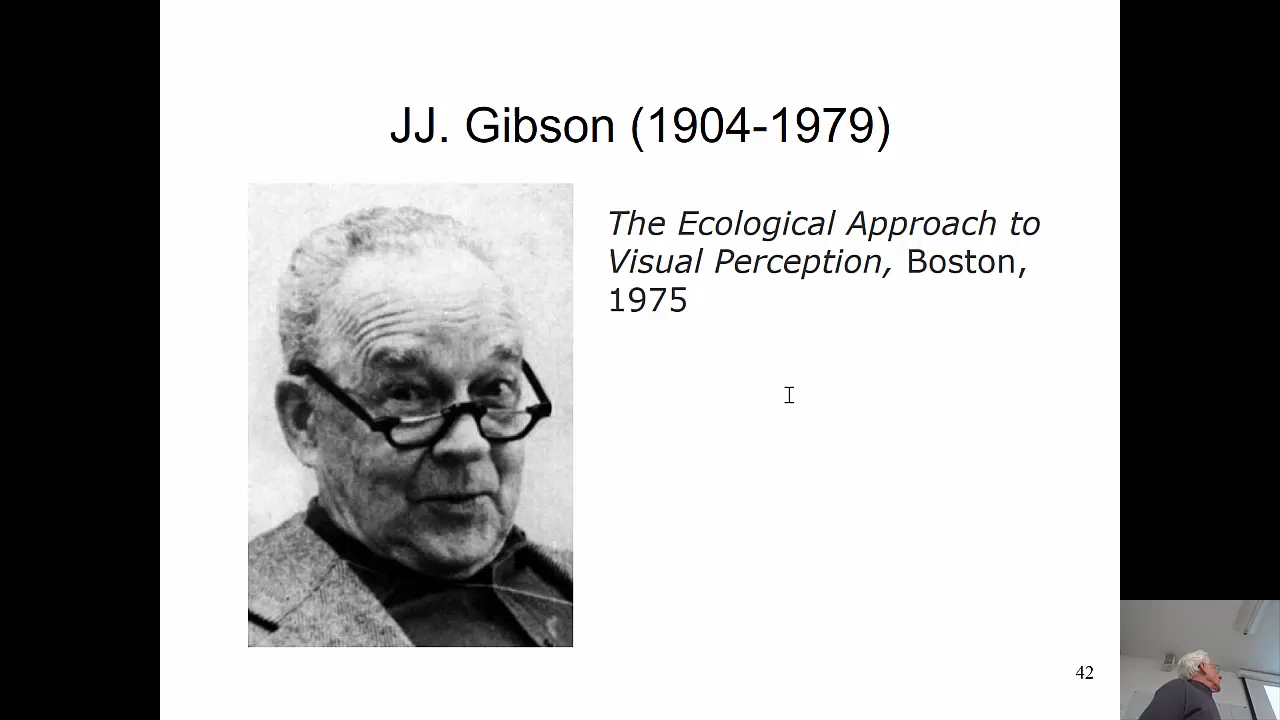 JJ. Gibson (1904-1979)
The Ecological Approach to
Visual Perception, Boston,
1975
42